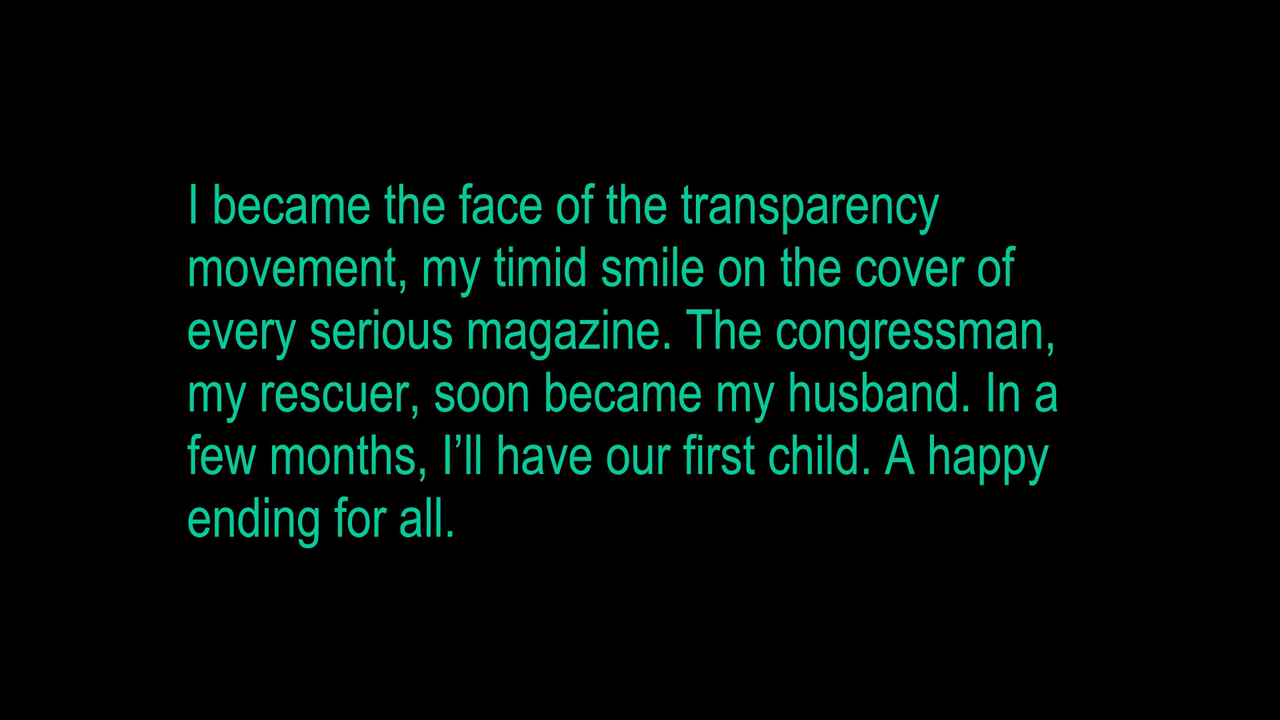 I became the face of the transparency
movement, my timid smile on the cover of
every serious magazine. The congressman,
my rescuer, soon became my husband. In a
few months, I’ll have our first child. A happy
ending for all.